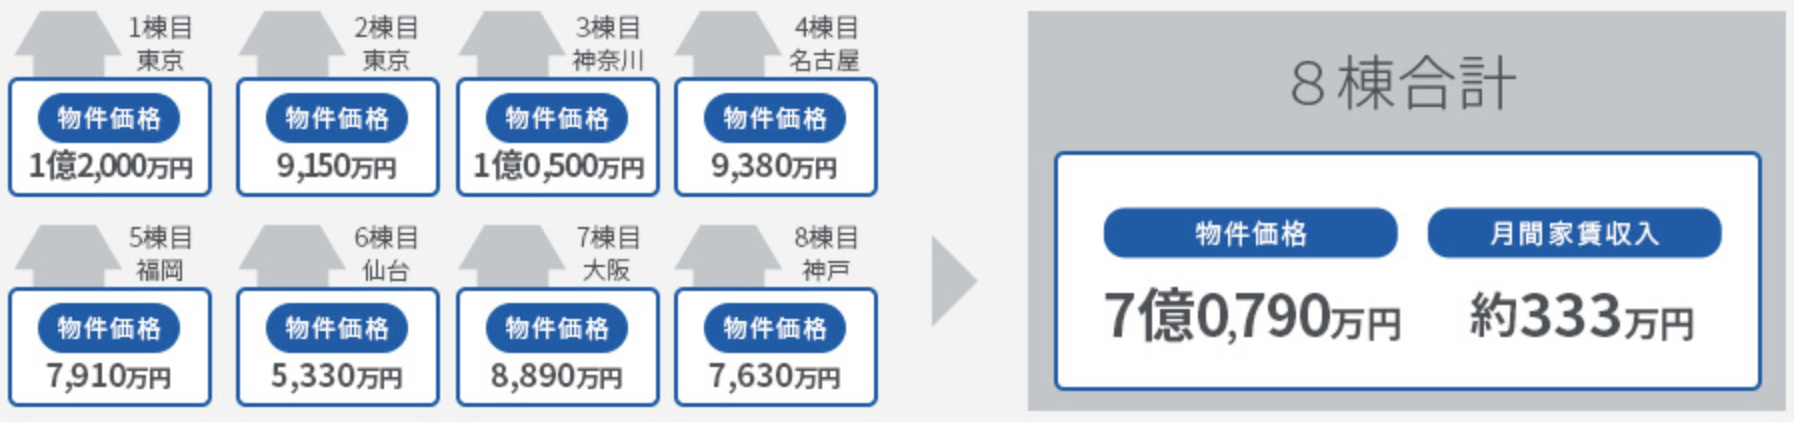 1棟目
東京
物件価格
1億2,000万円
2棟目
東京
物件価格
9,150万円
3棟目
神奈川
物件価格
1億0,500万円
4棟目
名古屋
物件価格
9,380万円
5棟目
福岡
物件価格
7,910万円
6棟目
仙台
物件価格
5,330万円
7棟目
大阪
物件価格
8,890万円
8棟目
神戸
物件価格
7,630万円
8棟合計
物件価格
7億0,790万円
月間家賃収入
約333万円